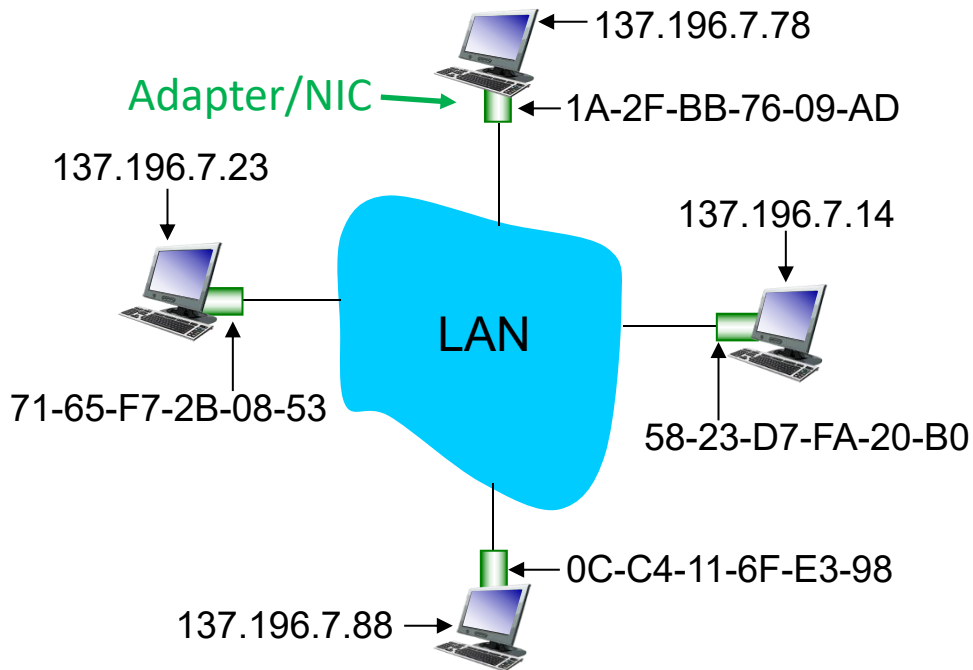 137.196.7.78
Adapter/NIC
1A-2F-BB-76-09-AD
137.196.7.23
137.196.7.14
LAN
71-65-F7-2B-08-53
58-23-D7-FA-20-B0
0C-C4-11-6F-E3-98
137.196.7.88